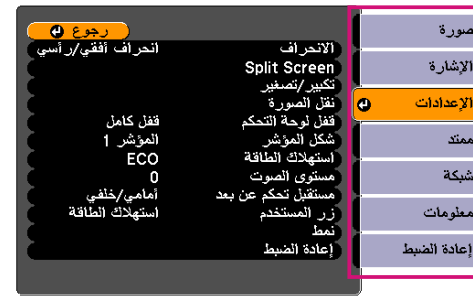 صورة
الإشارة
الإعدادات
ممتد
شبكة
معلومات
إعادة الضبط
رجوع
الانحراف انحراف أفقي/رأسي
Split Screen
تكبير/تصغير
نقل الصورة
قفل لوحة التحكم قفل كامل
شكل المؤشر المؤشر 1
استهلاك الطاقة ECO
مستوى الصوت 0
مستقبل تحكم عن بعد أمامي/خلفي
زر المستخدم استهلاك الطاقة
نمط
إعادة الضبط